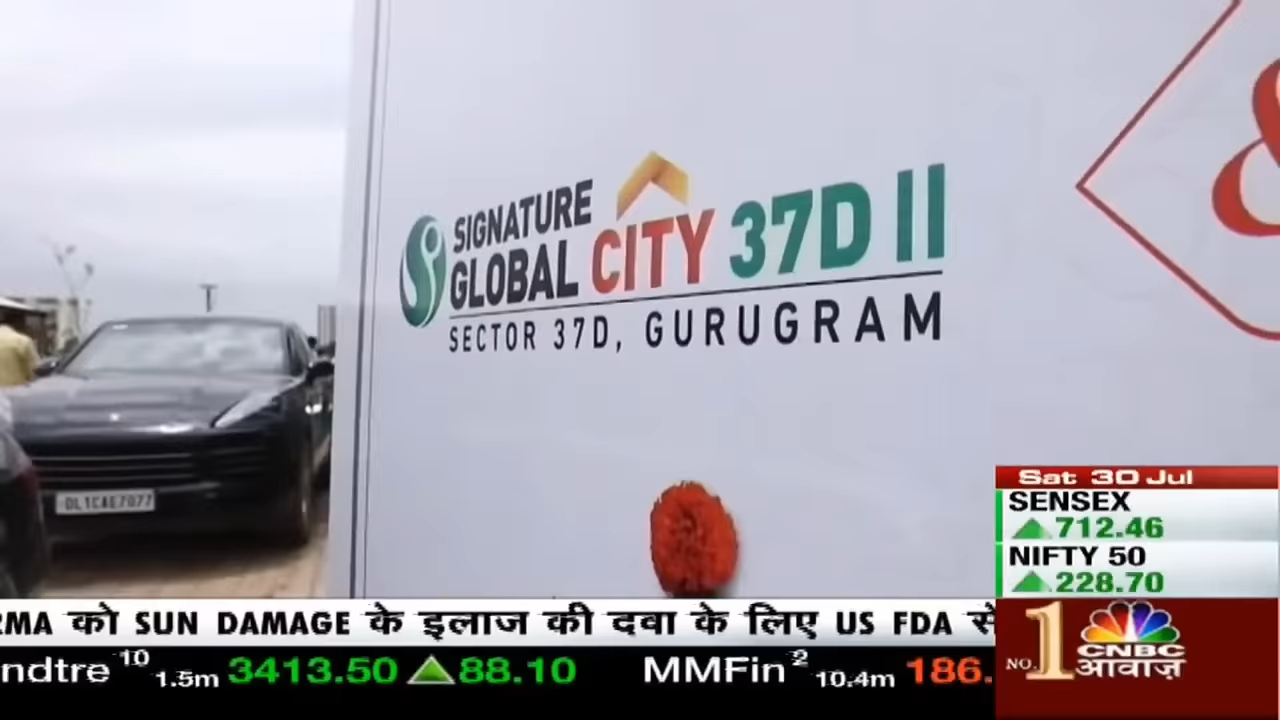 SIGNATURE
GLOBAL CITY 37D II
SECTOR 37D, GURUGRAM
&
DL1CAE7077
Sat 30 Jul
SENSEX
712.46
NIFTY 50
228.70
RMA को SUN DAMAGE के इलाज की दवा के लिए US FDA से
ndtre 10 1.5m 3413.50 88.10 MMFin 2 10.4m 186.
NO. 1 CNBC
आवाज़